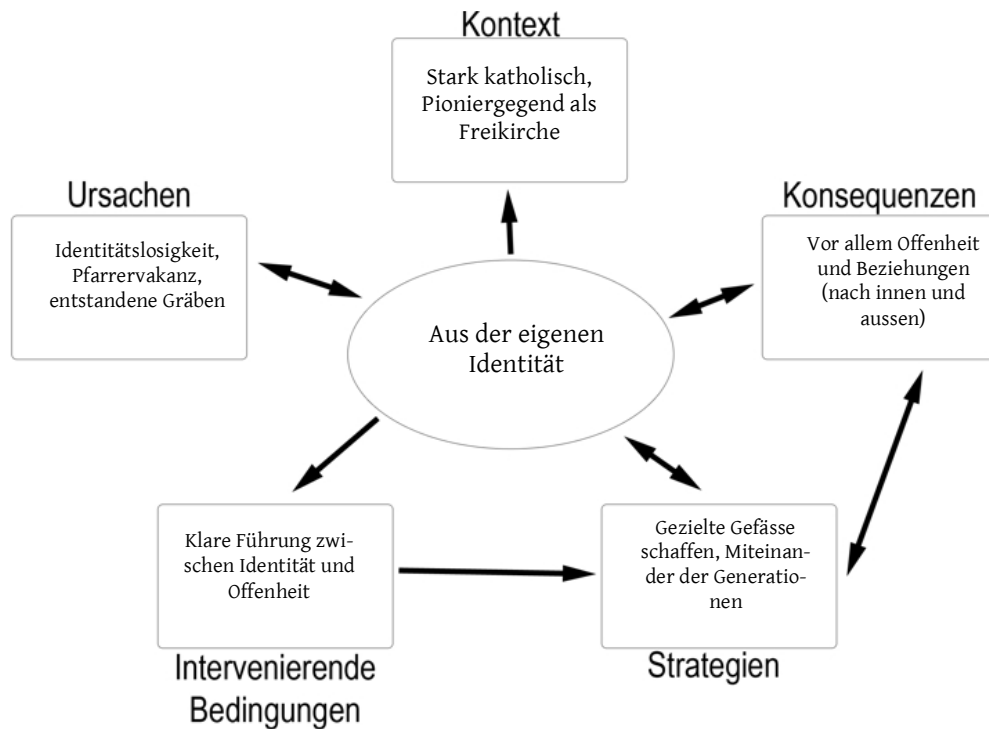 Kontext
Stark katholisch,
Pioniergegend als
Freikirche
Ursachen
Identitätslosigkeit,
Pfarrervakanz,
entstandene Gräben
Konsequenzen
Vor allem Offenheit
und Beziehungen
(nach innen und
aussen)
Aus der eigenen
Identität
Klare Führung zwi-
schen Identität und
Offenheit
Intervenierende
Bedingungen
Gezielte Gefässe
schaffen, Miteinan-
der der Generatio-
nen
Strategien